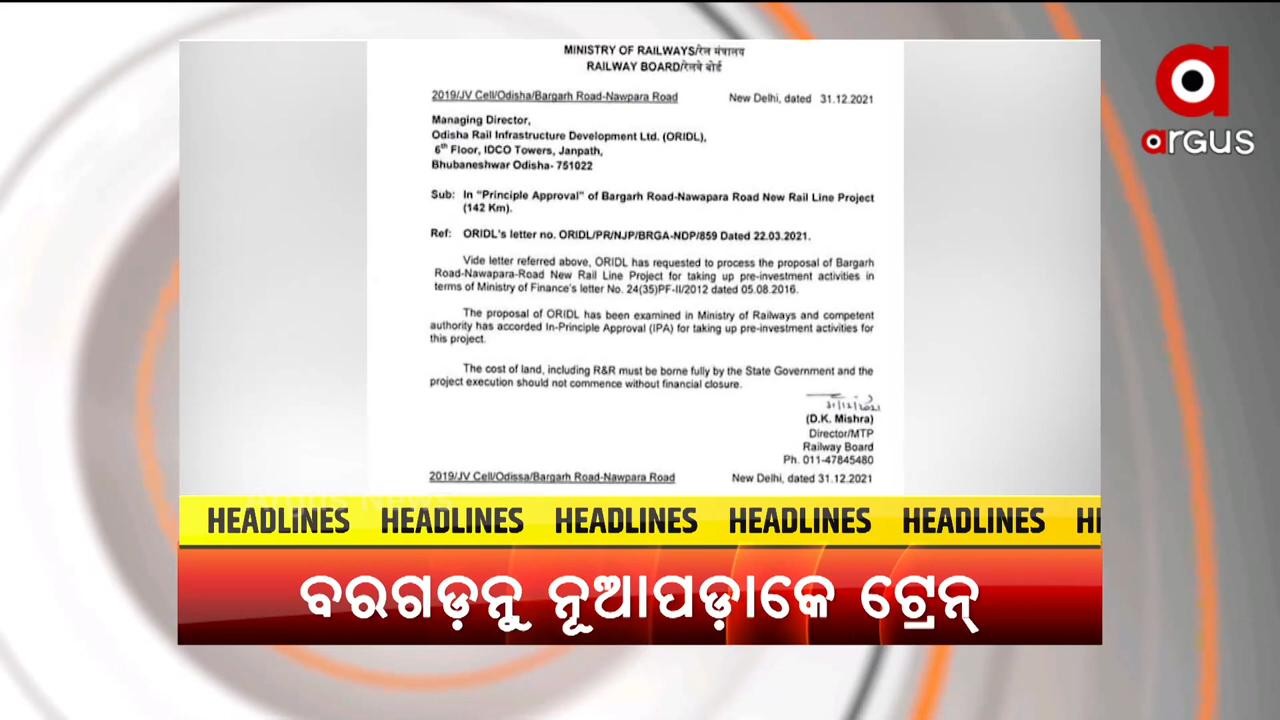 MINISTRY OF RAILWAYS/रेल मंत्रालय
RAILWAY BOARD/रेलवे बोर्ड
2019/JV Cell/Odisha/Bargarh Road-Nawpara Road New Delhi, dated 31.12.2021
Managing Director,
Odisha Rail Infrastructure Development Ltd. (ORIDL),
6th Floor, IDCO Towers, Janpath,
Bhubaneshwar Odisha- 751022
Sub: In "Principle Approval" of Bargarh Road-Nawapara Road New Rail Line Project
(142 Km).
Ref: ORIDL's letter no. ORIDL/PR/NJP/BRGA-NDP/859 Dated 22.03.2021.
Vide letter referred above, ORIDL has requested to process the proposal of Bargarh
Road-Nawapara-Road New Rail Line Project for taking up pre-investment activities in
terms of Ministry of Finance's letter No. 24(35)PF-II/2012 dated 05.08.2016.
The proposal of ORIDL has been examined in Ministry of Railways and competent
authority has accorded In-Principle Approval (IPA) for taking up pre-investment activities for
this project.
The cost of land, including R&R must be borne fully by the State Government and the
project execution should not commence without financial closure.
31/12/2021
(D.K. Mishra)
Director/MTP
Railway Board
Ph. 011-47845480
2019/JV Cell/Odissa/Bargarh Road-Nawpara Road New Delhi, dated 31.12.2021
Argus News
HEADLINES HEADLINES HEADLINES HEADLINES HEADLINES
ବରଗଡ଼ନୁ ନୂଆପଡ଼ାକେ ଟ୍ରେନ୍
argus